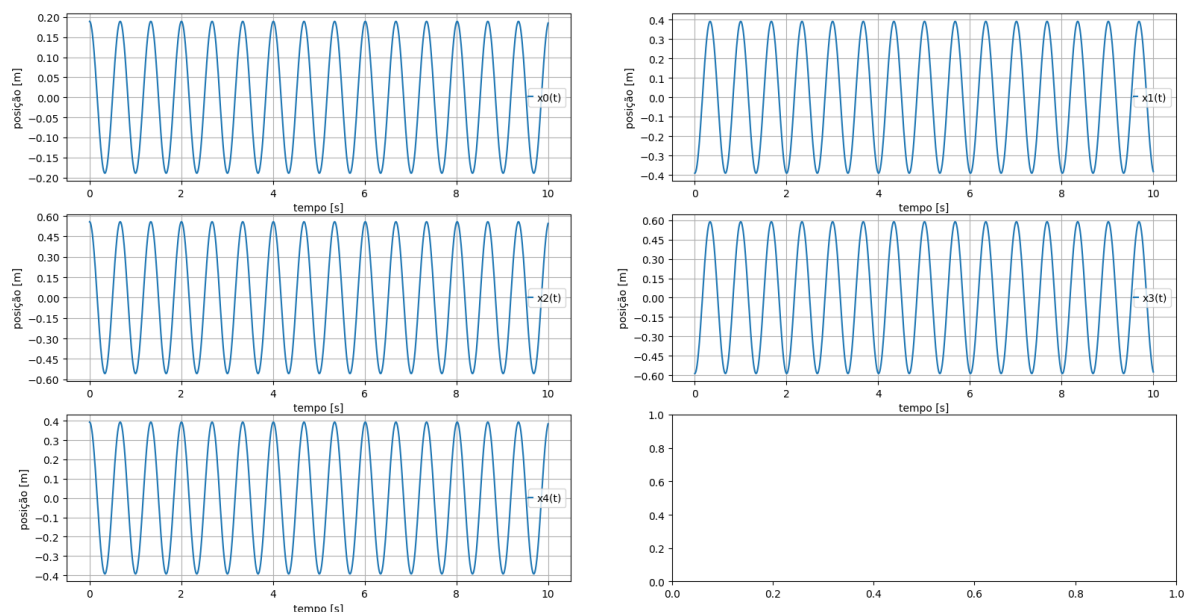 0.20
0.15
0.10
0.05
0.00
−0.05
−0.10
−0.15
−0.20
posição [m]
x0(t)
0 2 4 6 8 10
tempo [s]
0.4
0.3
0.2
0.1
0.0
−0.1
−0.2
−0.3
−0.4
posição [m]
x1(t)
0 2 4 6 8 10
tempo [s]
0.60
0.45
0.30
0.15
0.00
−0.15
−0.30
−0.45
−0.60
posição [m]
x2(t)
0 2 4 6 8 10
tempo [s]
0.60
0.45
0.30
0.15
0.00
−0.15
−0.30
−0.45
−0.60
posição [m]
x3(t)
0 2 4 6 8 10
tempo [s]
0.4
0.3
0.2
0.1
0.0
−0.1
−0.2
−0.3
−0.4
posição [m]
x4(t)
0 2 4 6 8 10
tempo [s]
1.0
0.8
0.6
0.4
0.2
0.0
0.0 0.2 0.4 0.6 0.8 1.0